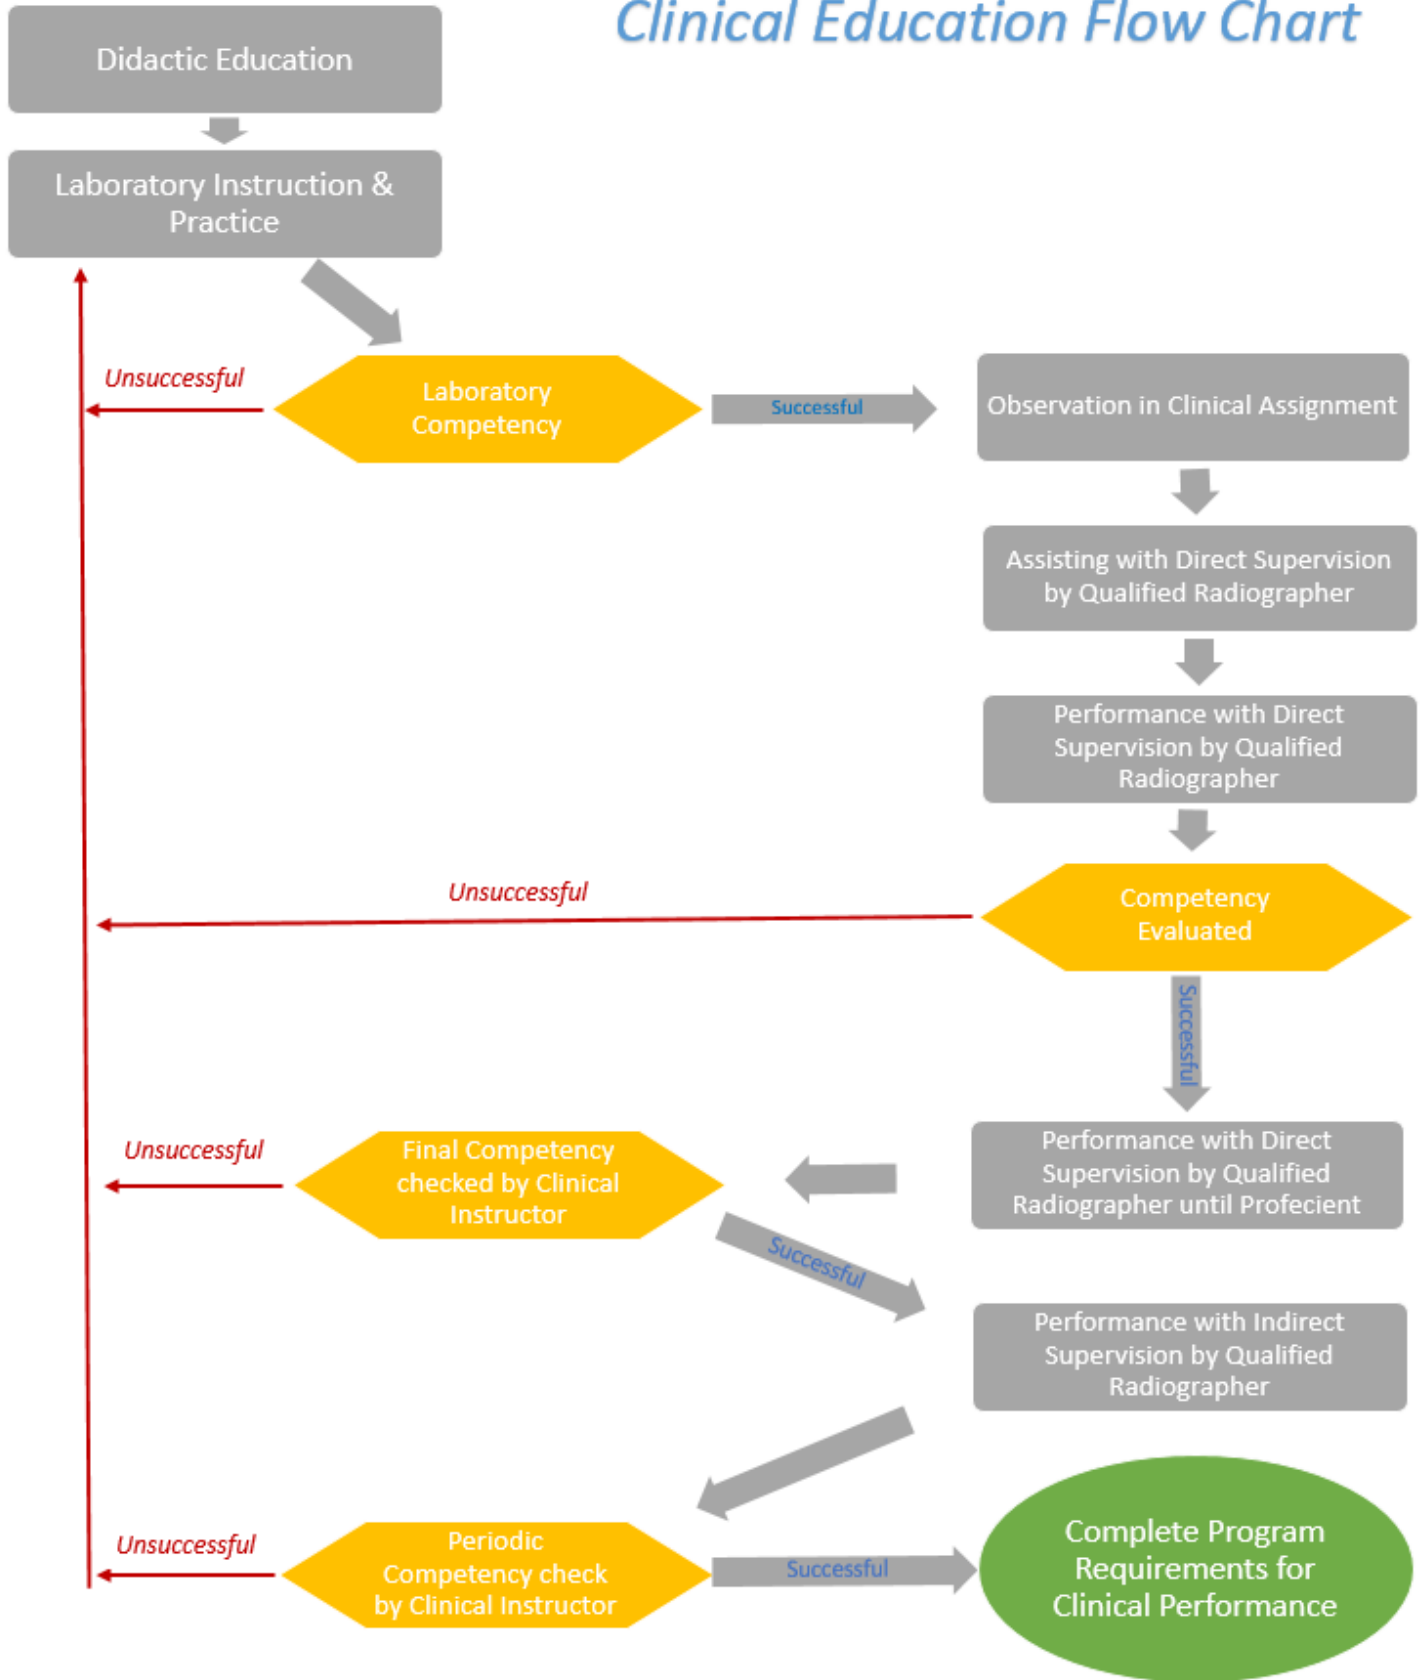 Clinical Education Flow Chart
Didactic Education
Laboratory Instruction &
Practice
Unsuccessful
Laboratory
Competency
Successful
Observation in Clinical Assignment
Assisting with Direct Supervision
by Qualified Radiographer
Performance with Direct
Supervision by Qualified
Radiographer
Unsuccessful
Competency
Evaluated
Successful
Performance with Direct
Supervision by Qualified
Radiographer until Profecient
Unsuccessful
Final Competency
checked by Clinical
Instructor
Successful
Performance with Indirect
Supervision by Qualified
Radiographer
Unsuccessful
Periodic
Competency check
by Clinical Instructor
Successful
Complete Program
Requirements for
Clinical Performance